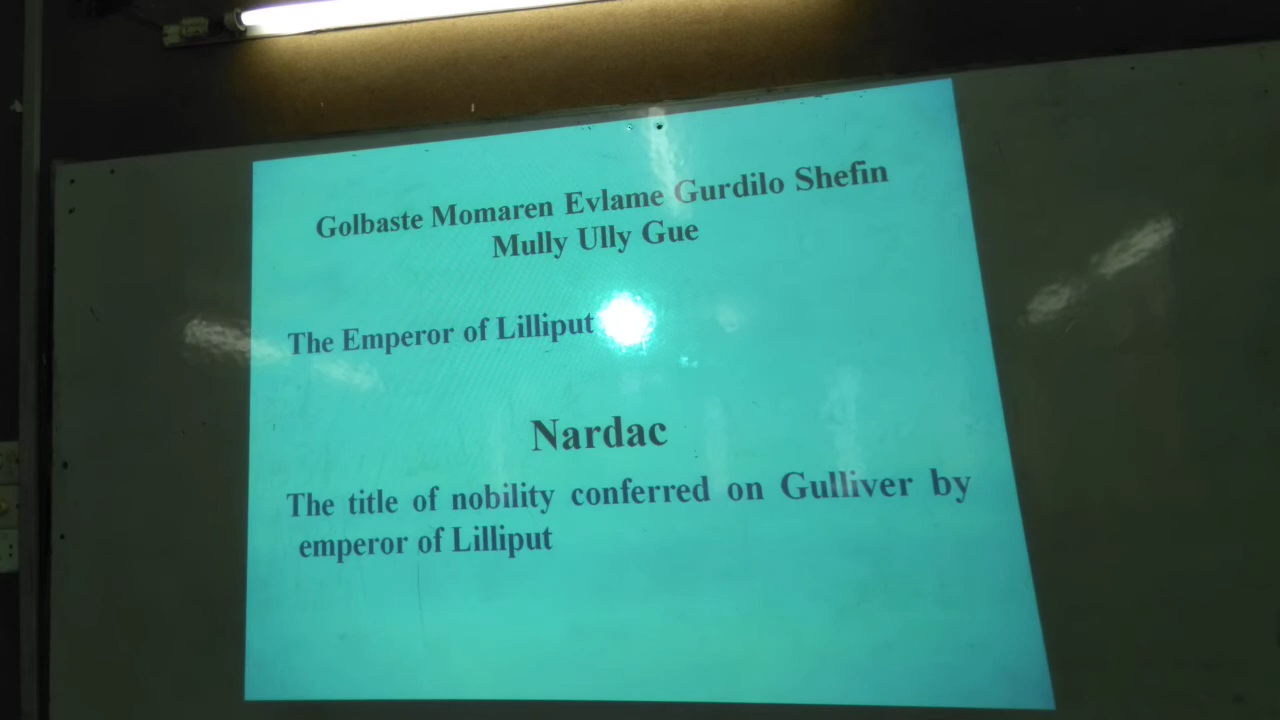 Golbaste Momaren Evlame Gurdilo Shefin
Mully Ully Gue
The Emperor of Lilliput
Nardac
The title of nobility conferred on Gulliver by
emperor of Lilliput